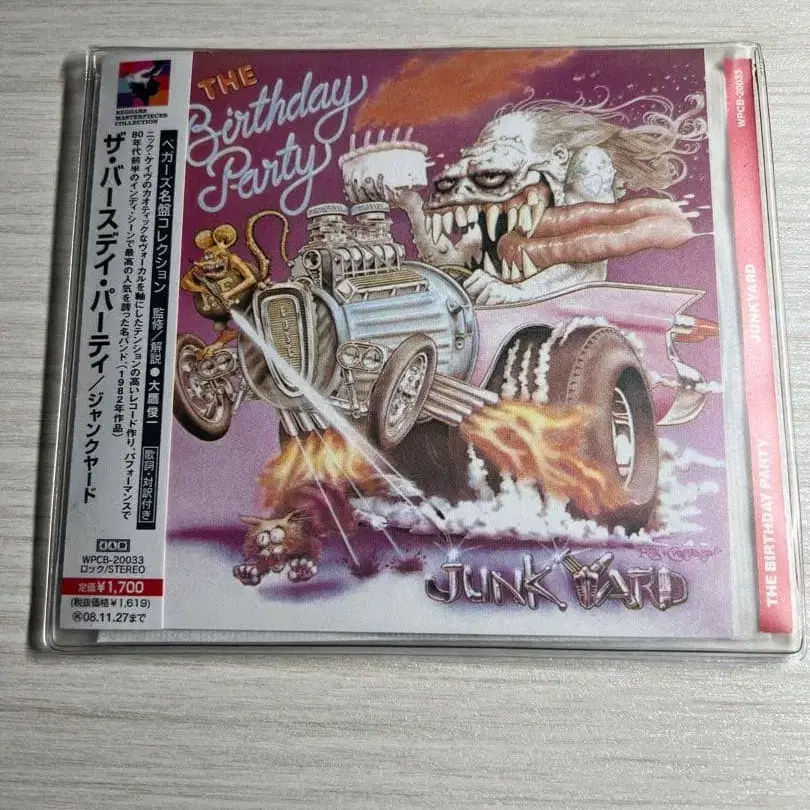 BEGGARS
MASTERPIECES
COLLECTION
ベガーズ名盤コレクション 監修/解説●大鷹俊一 歌詞・対訳付き
ニック・ケイヴのカオティックなヴォーカルを軸にしたテンションの高いレコード作り、パフォーマンスで
80年代前半のインディ・シーンで最高の人気を誇った名バンド。(1982年作品)
ザ・バースデイ・パーティ/ジャンクヤード
4AD
WPCB-20033
ロック/STEREO
定価¥1,700
(税抜価格¥1,619)
08.11.27まで
THE
Birthday
Party
JUNK YARD
WPCB-20033
JUNKYARD
THE BIRTHDAY PARTY